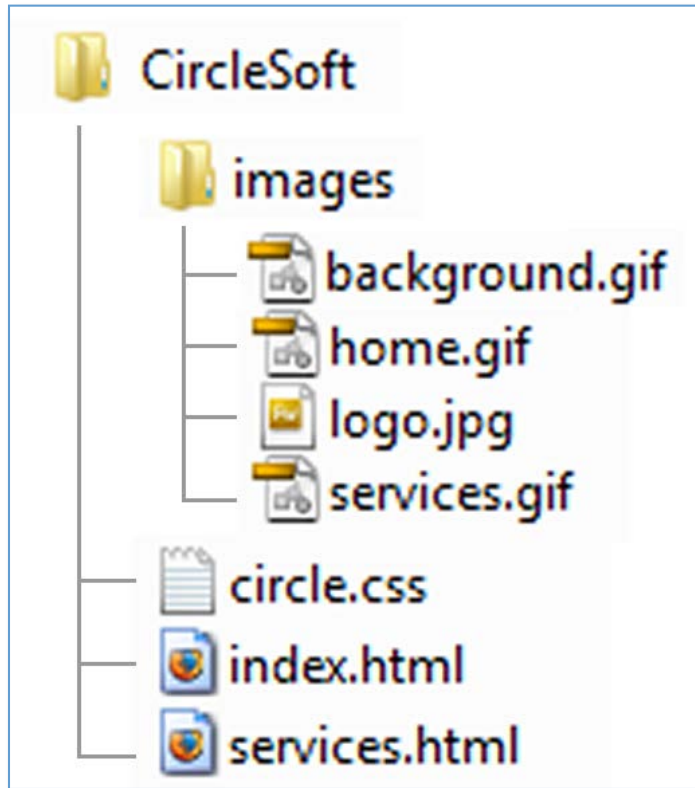 CircleSoft
images
background.gif
home.gif
logo.jpg
services.gif
circle.css
index.html
services.html